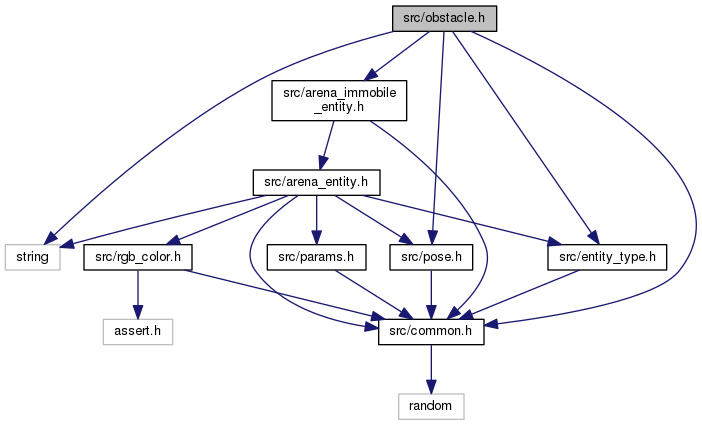 src/obstacle.h
src/arena_immobile
_entity.h
src/arena_entity.h
string
src/rgb_color.h
src/params.h
src/pose.h
src/entity_type.h
assert.h
src/common.h
random